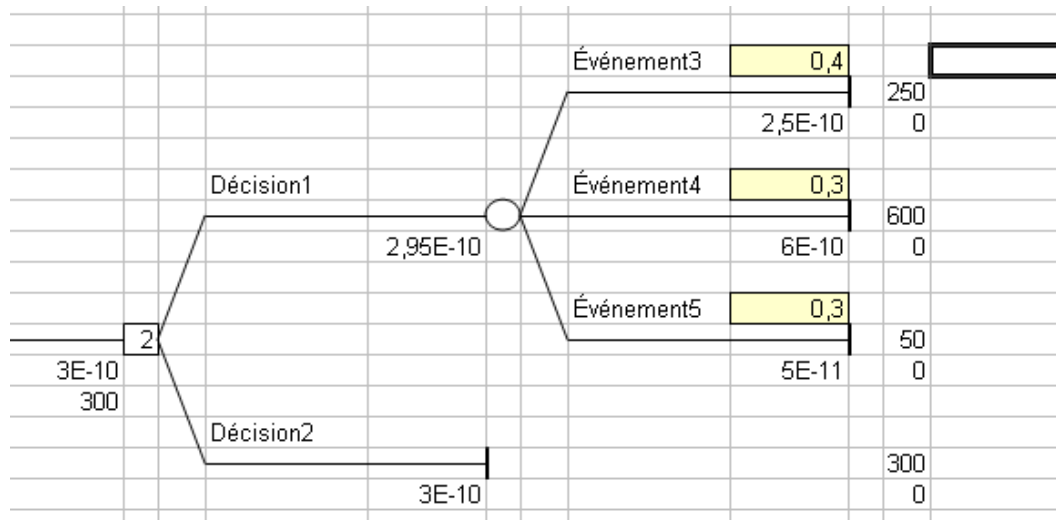 Événement3 0,4
250
2,5E-10 0
Décision1 Événement4 0,3
600
2,95E-10 6E-10 0
Événement5 0,3
2 50
3E-10 5E-11 0
300
Décision2
300
3E-10 0